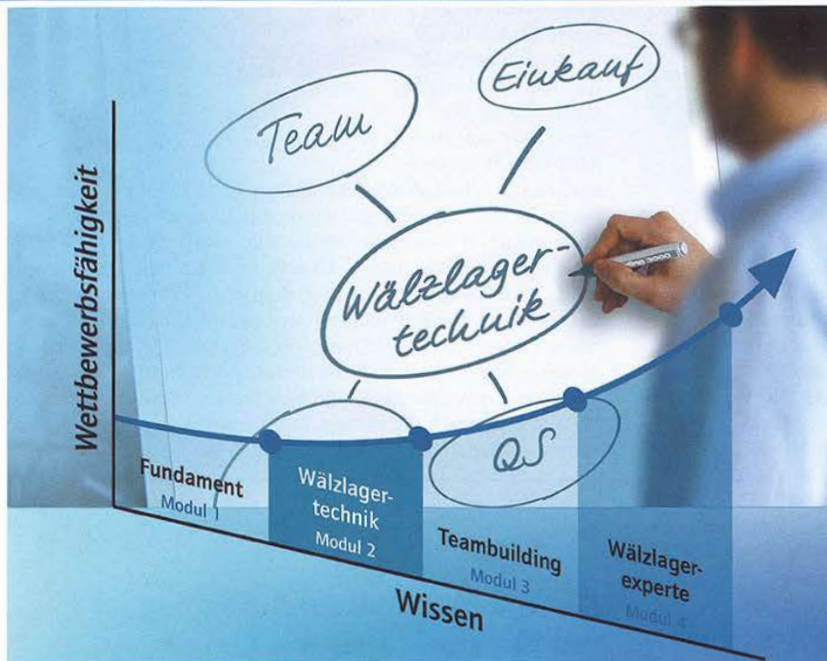 Team
Einkauf
Wälzlager-
technik
QS
Wettbewerbsfähigkeit
Fundament
Modul 1
Wälzlager-
technik
Modul 2
Teambuilding
Modul 3
Wälzlager-
experte
Modul 4
Wissen